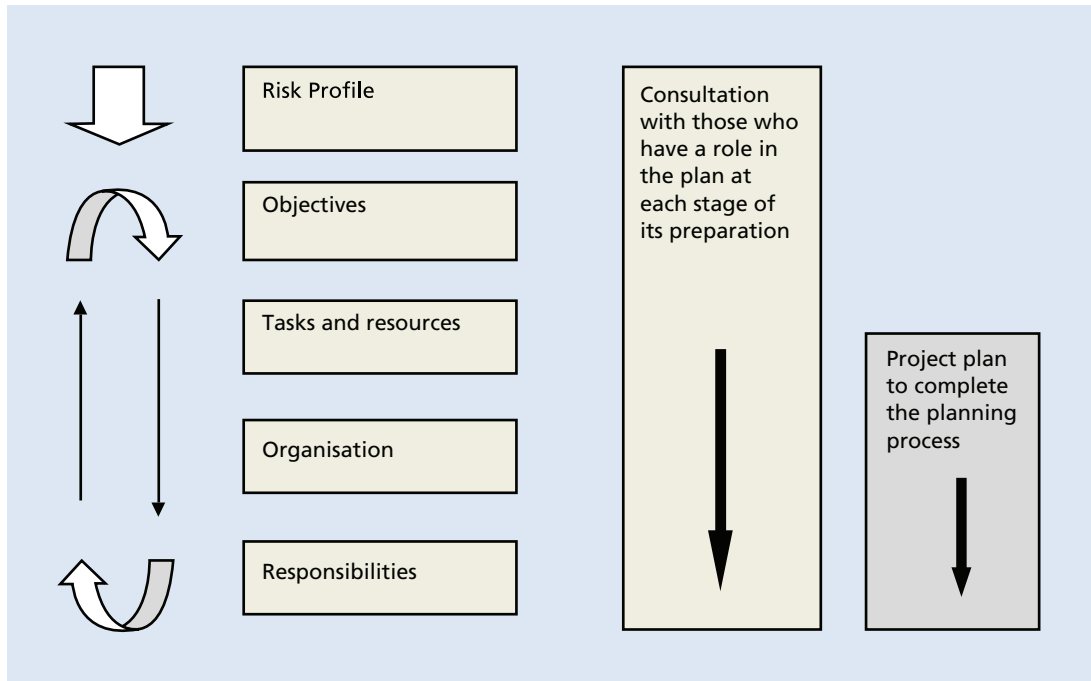 Risk Profile
Objectives
Tasks and resources
Organisation
Responsibilities
Consultation
with those who
have a role in
the plan at
each stage of
its preparation
Project plan
to complete
the planning
process